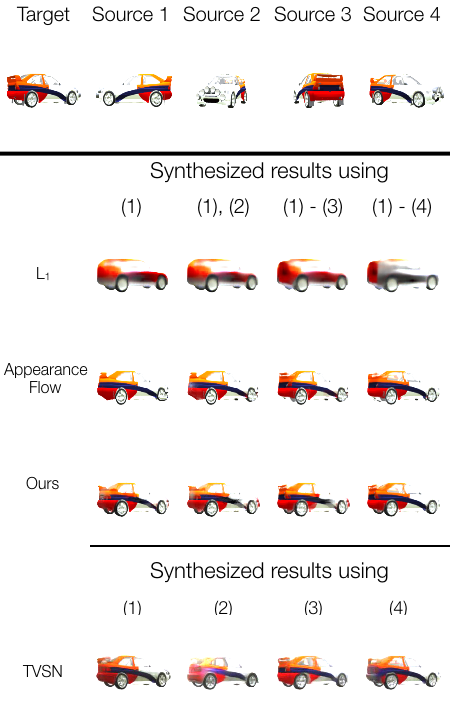 Target Source 1 Source 2 Source 3 Source 4
Synthesized results using
(1) (1), (2) (1) - (3) (1) - (4)
L₁
Appearance
Flow
Ours
Synthesized results using
(1) (2) (3) (4)
TVSN